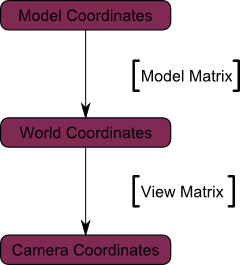 Model Coordinates
[Model Matrix]
World Coordinates
[View Matrix]
Camera Coordinates